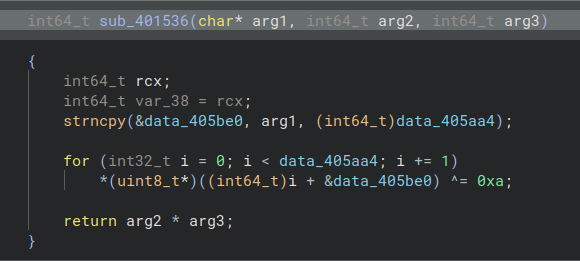 int64_t sub_401536(char* arg1, int64_t arg2, int64_t arg3)
{
int64_t rcx;
int64_t var_38 = rcx;
strncpy(&data_405be0, arg1, (int64_t)data_405aa4);
for (int32_t i = 0; i < data_405aa4; i += 1)
*(uint8_t*)((int64_t)i + &data_405be0) ^= 0xa;
return arg2 * arg3;
}